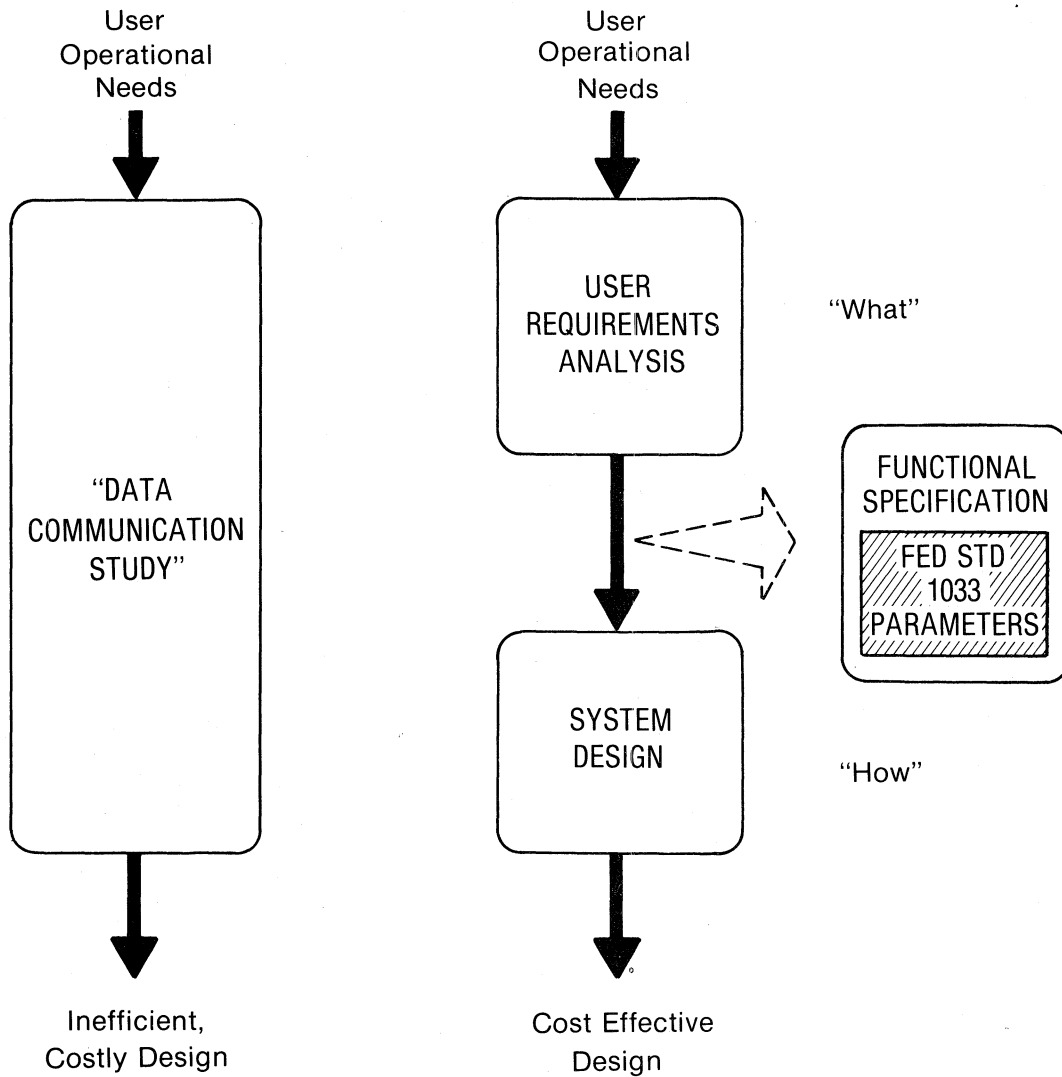 User
Operational
Needs
“DATA
COMMUNICATION
STUDY”
Inefficient,
Costly Design
User
Operational
Needs
USER
REQUIREMENTS
ANALYSIS
“What”
FUNCTIONAL
SPECIFICATION
FED STD
1033
PARAMETERS
SYSTEM
DESIGN
“How”
Cost Effective
Design